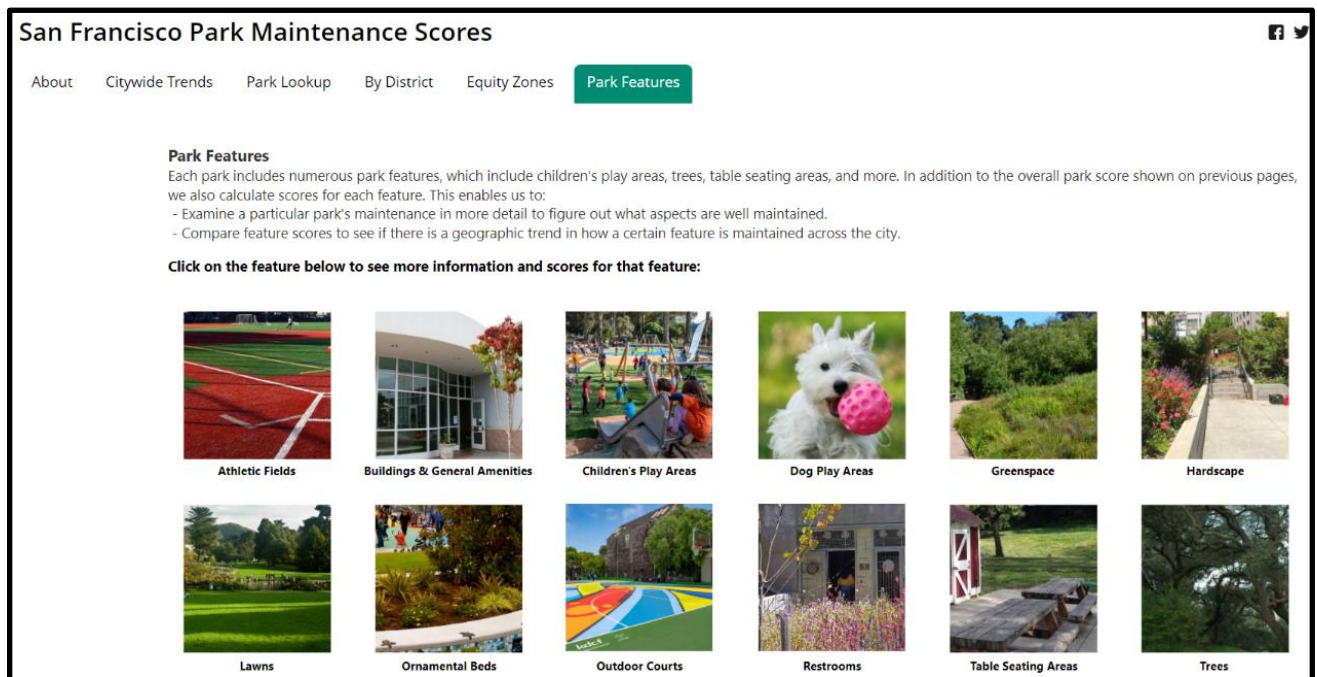 San Francisco Park Maintenance Scores
About Citywide Trends Park Lookup By District Equity Zones Park Features
Park Features
Each park includes numerous park features, which include children's play areas, trees, table seating areas, and more. In addition to the overall park score shown on previous pages,
we also calculate scores for each feature. This enables us to:
- Examine a particular park's maintenance in more detail to figure out what aspects are well maintained.
- Compare feature scores to see if there is a geographic trend in how a certain feature is maintained across the city.
Click on the feature below to see more information and scores for that feature:
Athletic Fields Buildings & General Amenities Children's Play Areas Dog Play Areas Greenspace Hardscape
Lawns Ornamental Beds Outdoor Courts Restrooms Table Seating Areas Trees